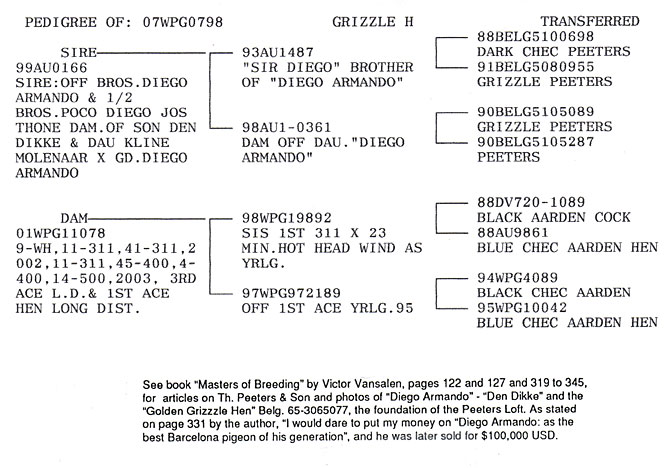 PEDIGREE OF: 07WPG0798 GRIZZLE H TRANSFERRED
SIRE
99AU0166
SIRE:OFF BROS.DIEGO
ARMANDO & 1/2
BROS.POCO DIEGO JOS
THONE DAM.OF SON DEN
DIKKE & DAU KLINE
MOLENAAR X GD.DIEGO
ARMANDO
93AU1487
"SIR DIEGO" BROTHER
OF "DIEGO ARMANDO"
98AU1-0361
DAM OFF DAU."DIEGO
ARMANDO"
88BELG5100698
DARK CHEC PEETERS
91BELG5080955
GRIZZLE PEETERS
90BELG5105089
GRIZZLE PEETERS
90BELG5105287
PEETERS
DAM
01WPG11078
9-WH,11-311,41-311,2
002,11-311,45-400,4-
400,14-500,2003, 3RD
ACE L.D.& 1ST ACE
HEN LONG DIST.
98WPG19892
SIS 1ST 311 X 23
MIN.HOT HEAD WIND AS
YRLG.
97WPG972189
OFF 1ST ACE YRLG.95
88DV720-1089
BLACK AARDEN COCK
88AU9861
BLUE CHEC AARDEN HEN
94WPG4089
BLACK CHEC AARDEN
95WPG10042
BLUE CHEC AARDEN HEN
See book "Masters of Breeding" by Victor Vansalen, pages 122 and 127 and 319 to 345,
for articles on Th. Peeters & Son and photos of "Diego Armando" - "Den Dikke" and the
"Golden Grizzzle Hen" Belg. 65-3065077, the foundation of the Peeters Loft. As stated
on page 331 by the author, "I would dare to put my money on "Diego Armando: as the
best Barcelona pigeon of his generation", and he was later sold for $100,000 USD.